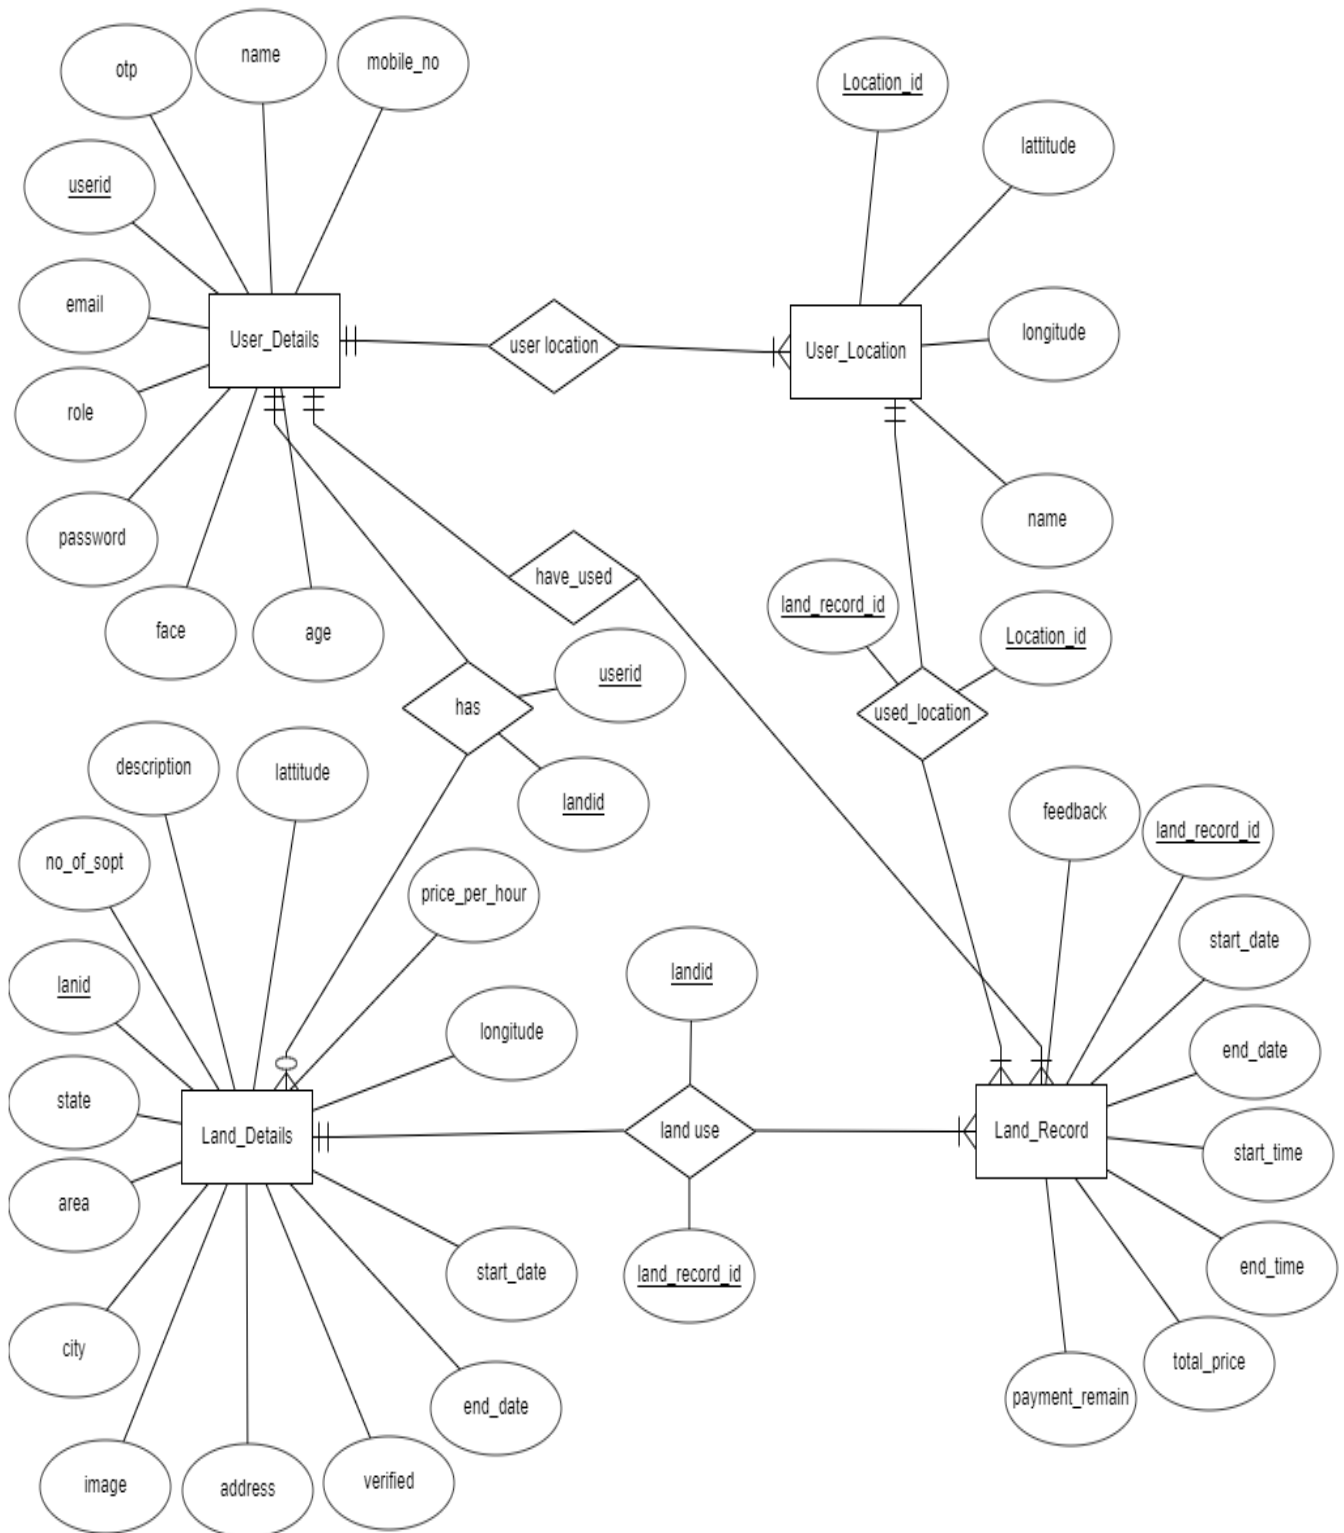 otp
name
mobile_no
Location_id
lattitude
userid
email
User_Details
user location
User_Location
longitude
role
password
name
have_used
land_record_id
Location_id
face
age
userid
has
used_location
description
lattitude
landid
feedback
land_record_id
no_of_sopt
price_per_hour
start_date
lanid
landid
longitude
end_date
state
Land_Details
land use
Land_Record
start_time
area
start_date
land_record_id
end_time
city
total_price
end_date
payment_remain
image
address
verified